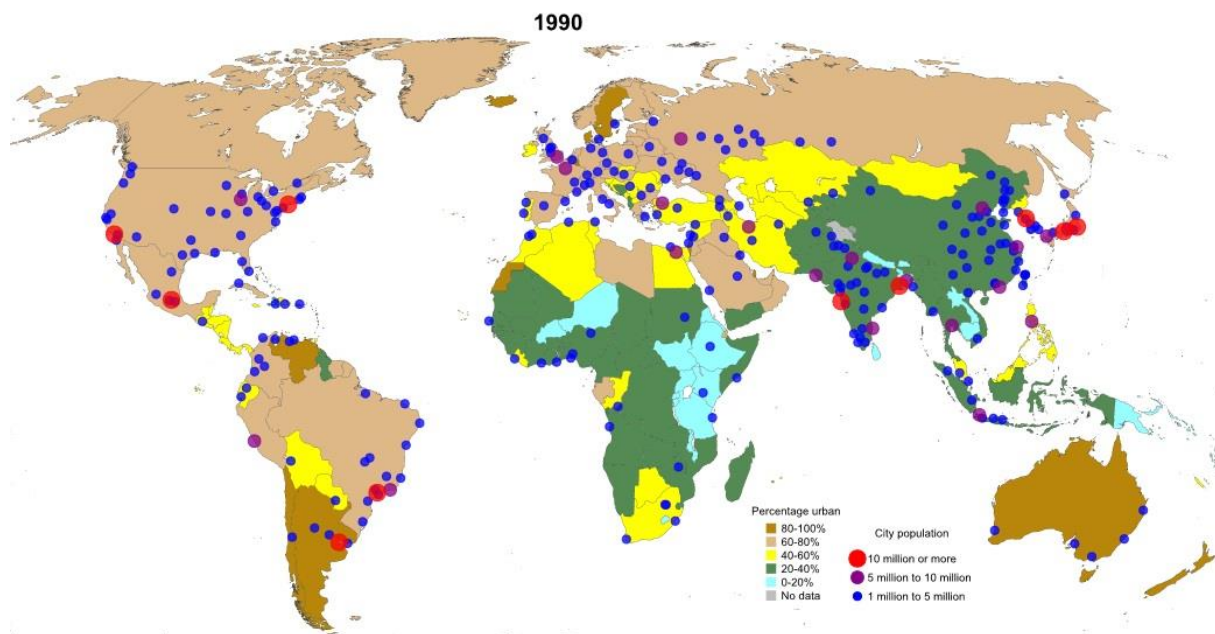 1990
Percentage urban
80-100%
60-80%
40-60%
20-40%
0-20%
No data
City population
10 million or more
5 million to 10 million
1 million to 5 million